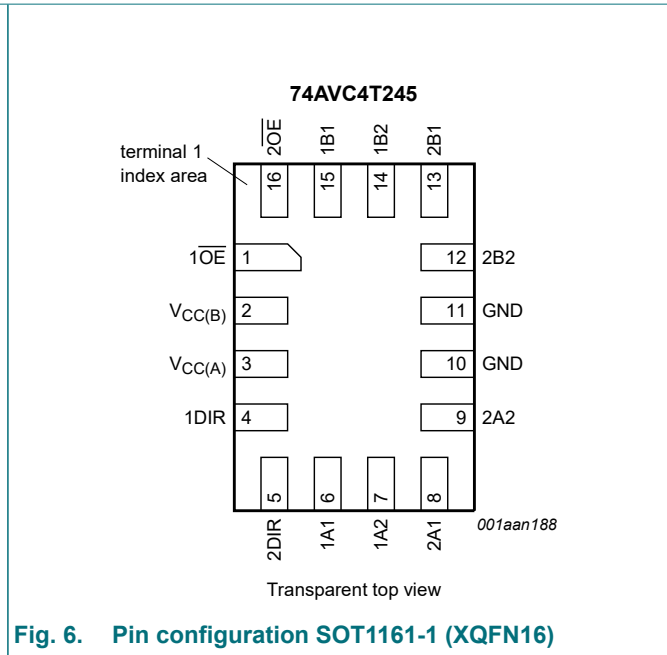 74AVC4T245
terminal 1
index area
2OE 1B1 1B2 2B1
16 15 14 13
1OE 1
12 2B2
VCC(B) 2
11 GND
VCC(A) 3
10 GND
1DIR 4
9 2A2
5 6 7 8
2DIR 1A1 1A2 2A1
001aan188
Transparent top view
Fig. 6. Pin configuration SOT1161-1 (XQFN16)